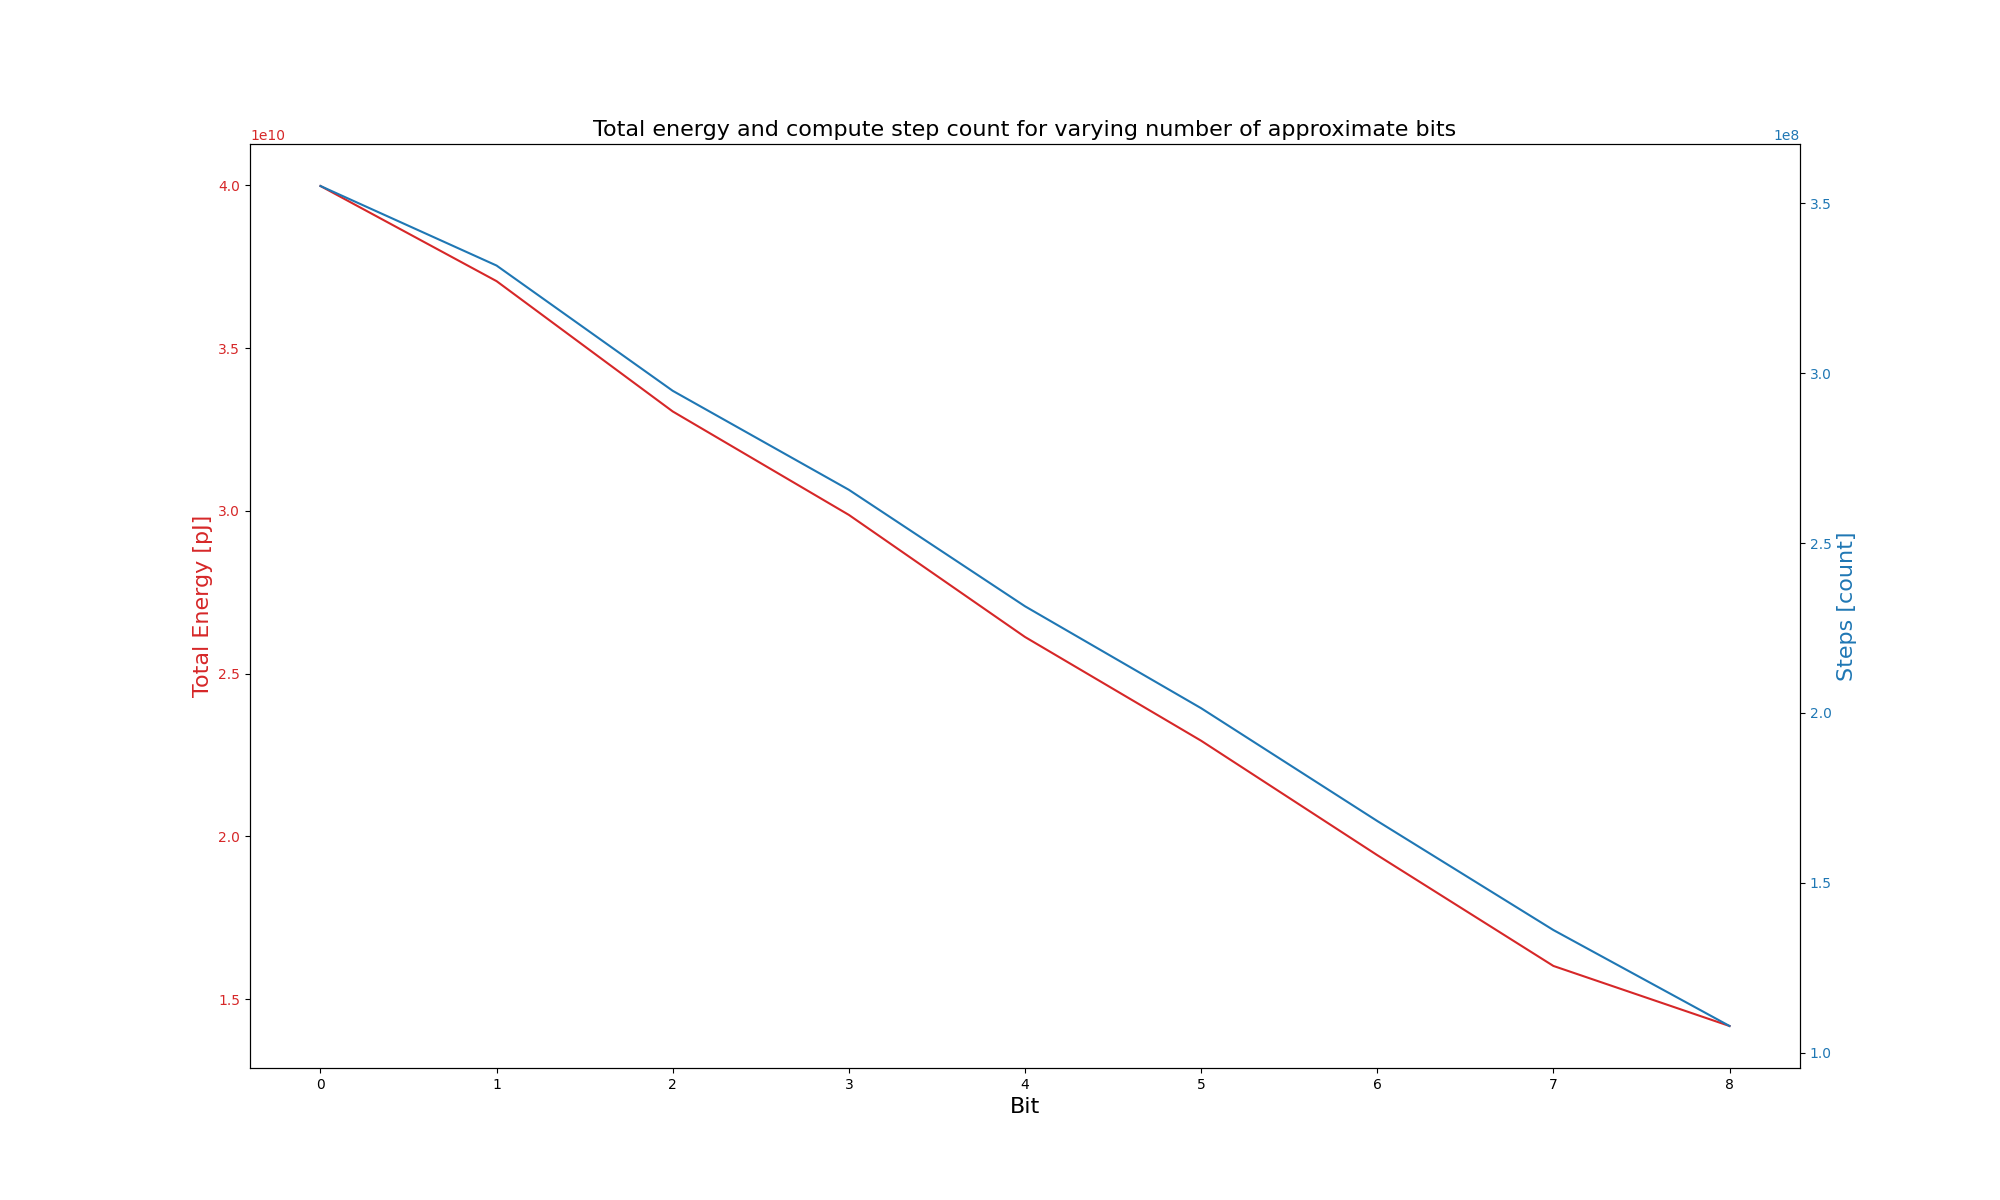 Total energy and compute step count for varying number of approximate bits
1e10
1e8
4.0
3.5
3.0
2.5
2.0
1.5
Total Energy [pJ]
3.5
3.0
2.5
2.0
1.5
1.0
Steps [count]
0 1 2 3 4 5 6 7 8
Bit